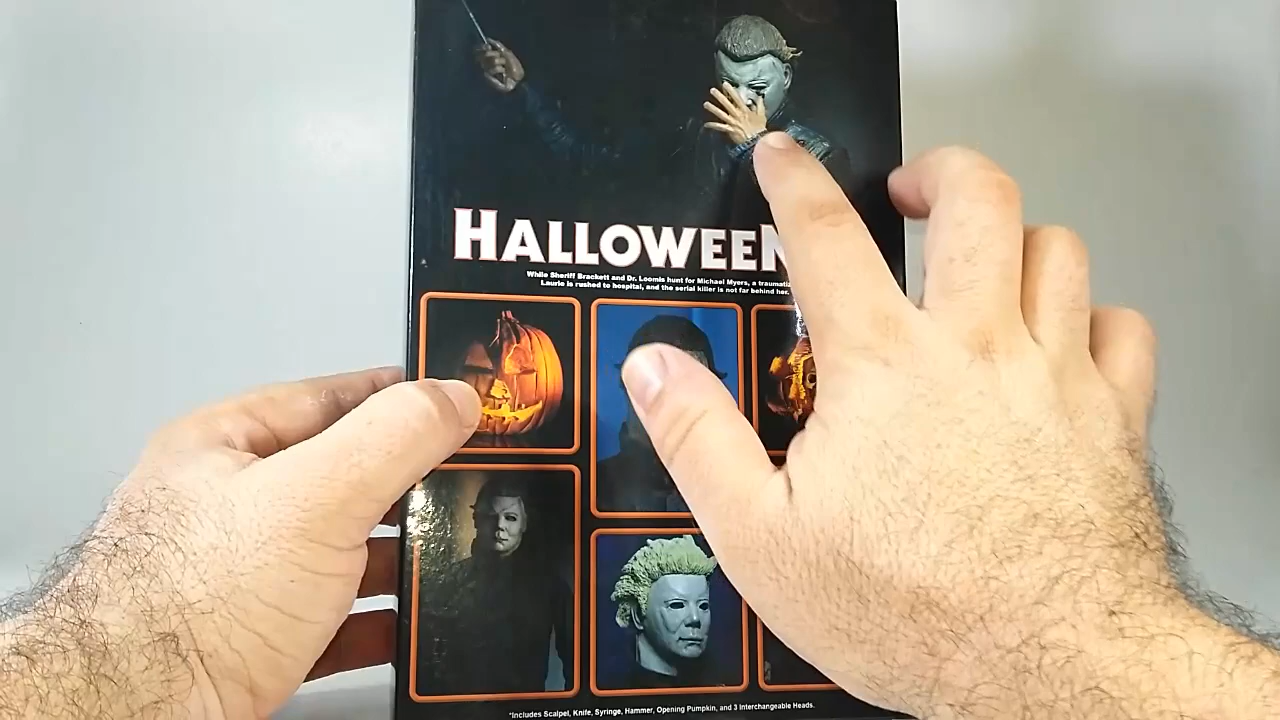 HALLOWEEN
While Sheriff Brackett and Dr. Loomis hunt for Michael Myers, a
Laurie is rushed to hospital, and the serial killer is not far behind her.
*Includes Scalpel, Knife, Syringe, Hammer, Opening Pumpkin, and 3 Interchangeable Heads.